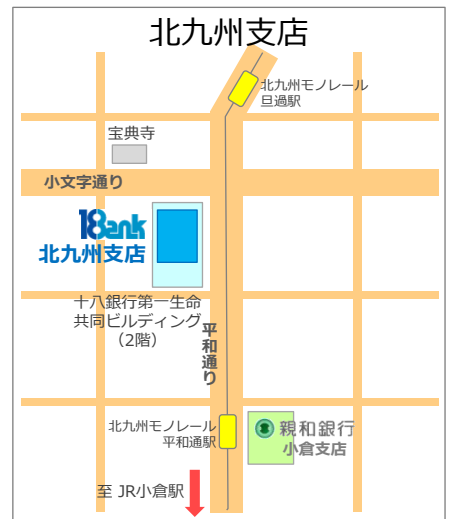 北九州支店
北九州モノレール
旦過駅
宝典寺
小文字通り
18ank
北九州支店
十八銀行第一生命
共同ビルディング
（2階）
平和通り
北九州モノレール
平和通駅
親和銀行
小倉支店
至 JR小倉駅